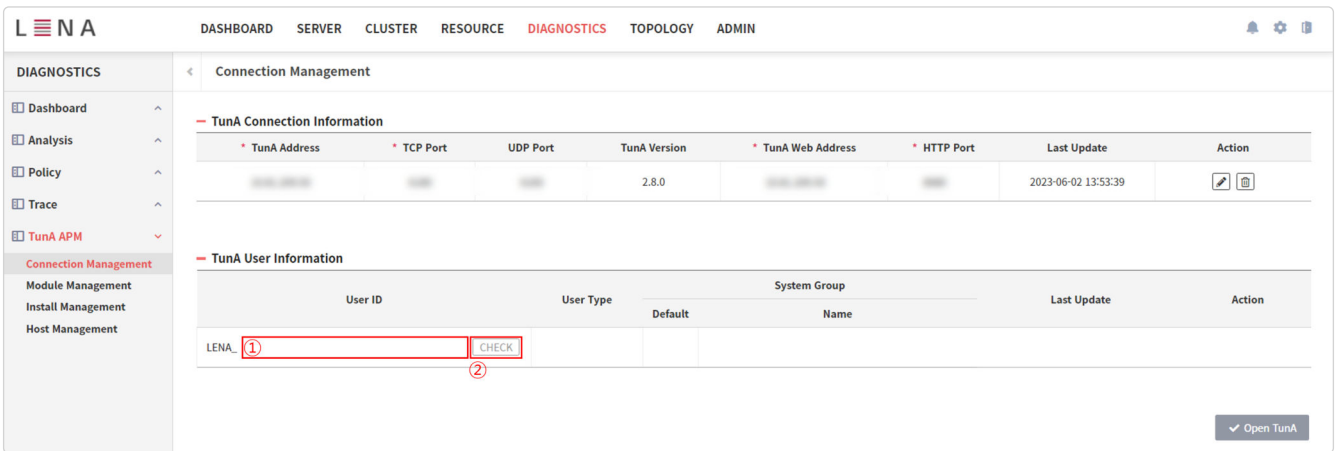 LENA
DASHBOARD SERVER CLUSTER RESOURCE DIAGNOSTICS TOPOLOGY ADMIN
DIAGNOSTICS
Connection Management
Dashboard
Analysis
Policy
Trace
TunA APM
Connection Management
Module Management
Install Management
Host Management
TunA Connection Information
* TunA Address * TCP Port UDP Port TunA Version * TunA Web Address * HTTP Port Last Update Action
2.8.0 2023-06-02 13:53:39
TunA User Information
User ID User Type System Group Last Update Action
Default Name
LENA_ ① CHECK
②
Open TunA